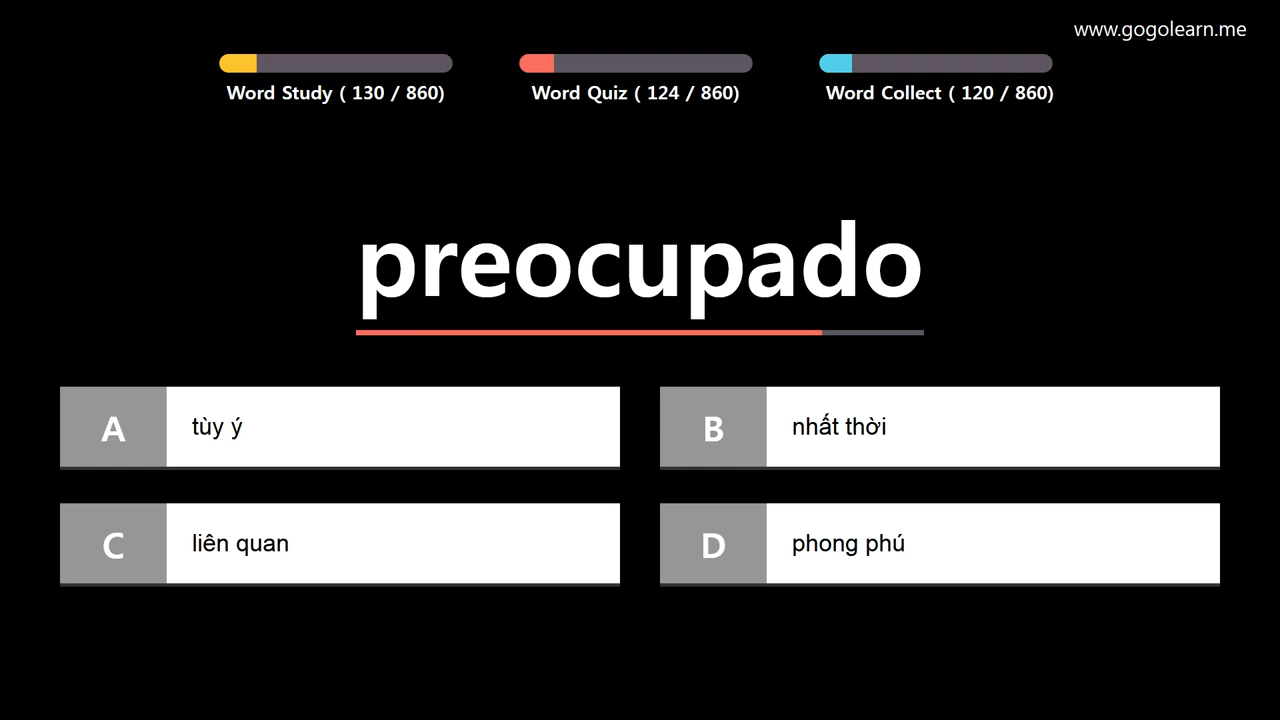 www.gogolearn.me
Word Study ( 130 / 860)
Word Quiz ( 124 / 860)
Word Collect ( 120 / 860)
preocupado
A
tùy ý
B
nhất thời
C
liên quan
D
phong phú